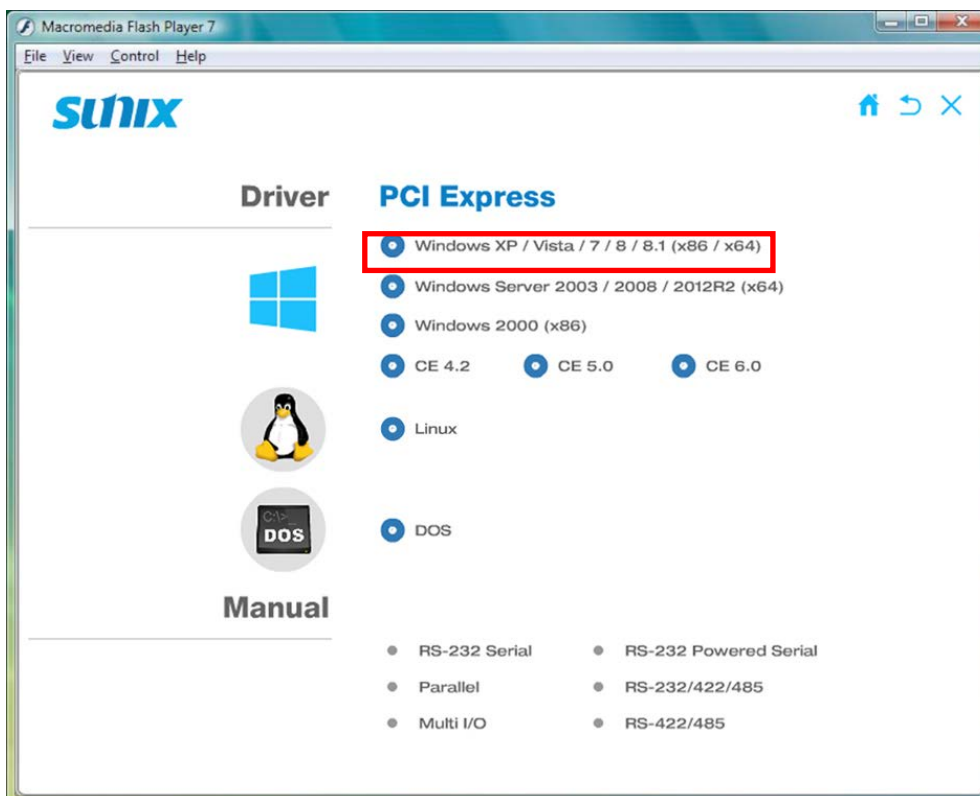 Macromedia Flash Player 7
File View Control Help
SUNIX
Driver PCI Express
Windows XP / Vista / 7 / 8 / 8.1 (x86 / x64)
Windows Server 2003 / 2008 / 2012R2 (x64)
Windows 2000 (x86)
CE 4.2 CE 5.0 CE 6.0
Linux
C:\>_
DOS DOS
Manual
RS-232 Serial RS-232 Powered Serial
Parallel RS-232/422/485
Multi I/O RS-422/485